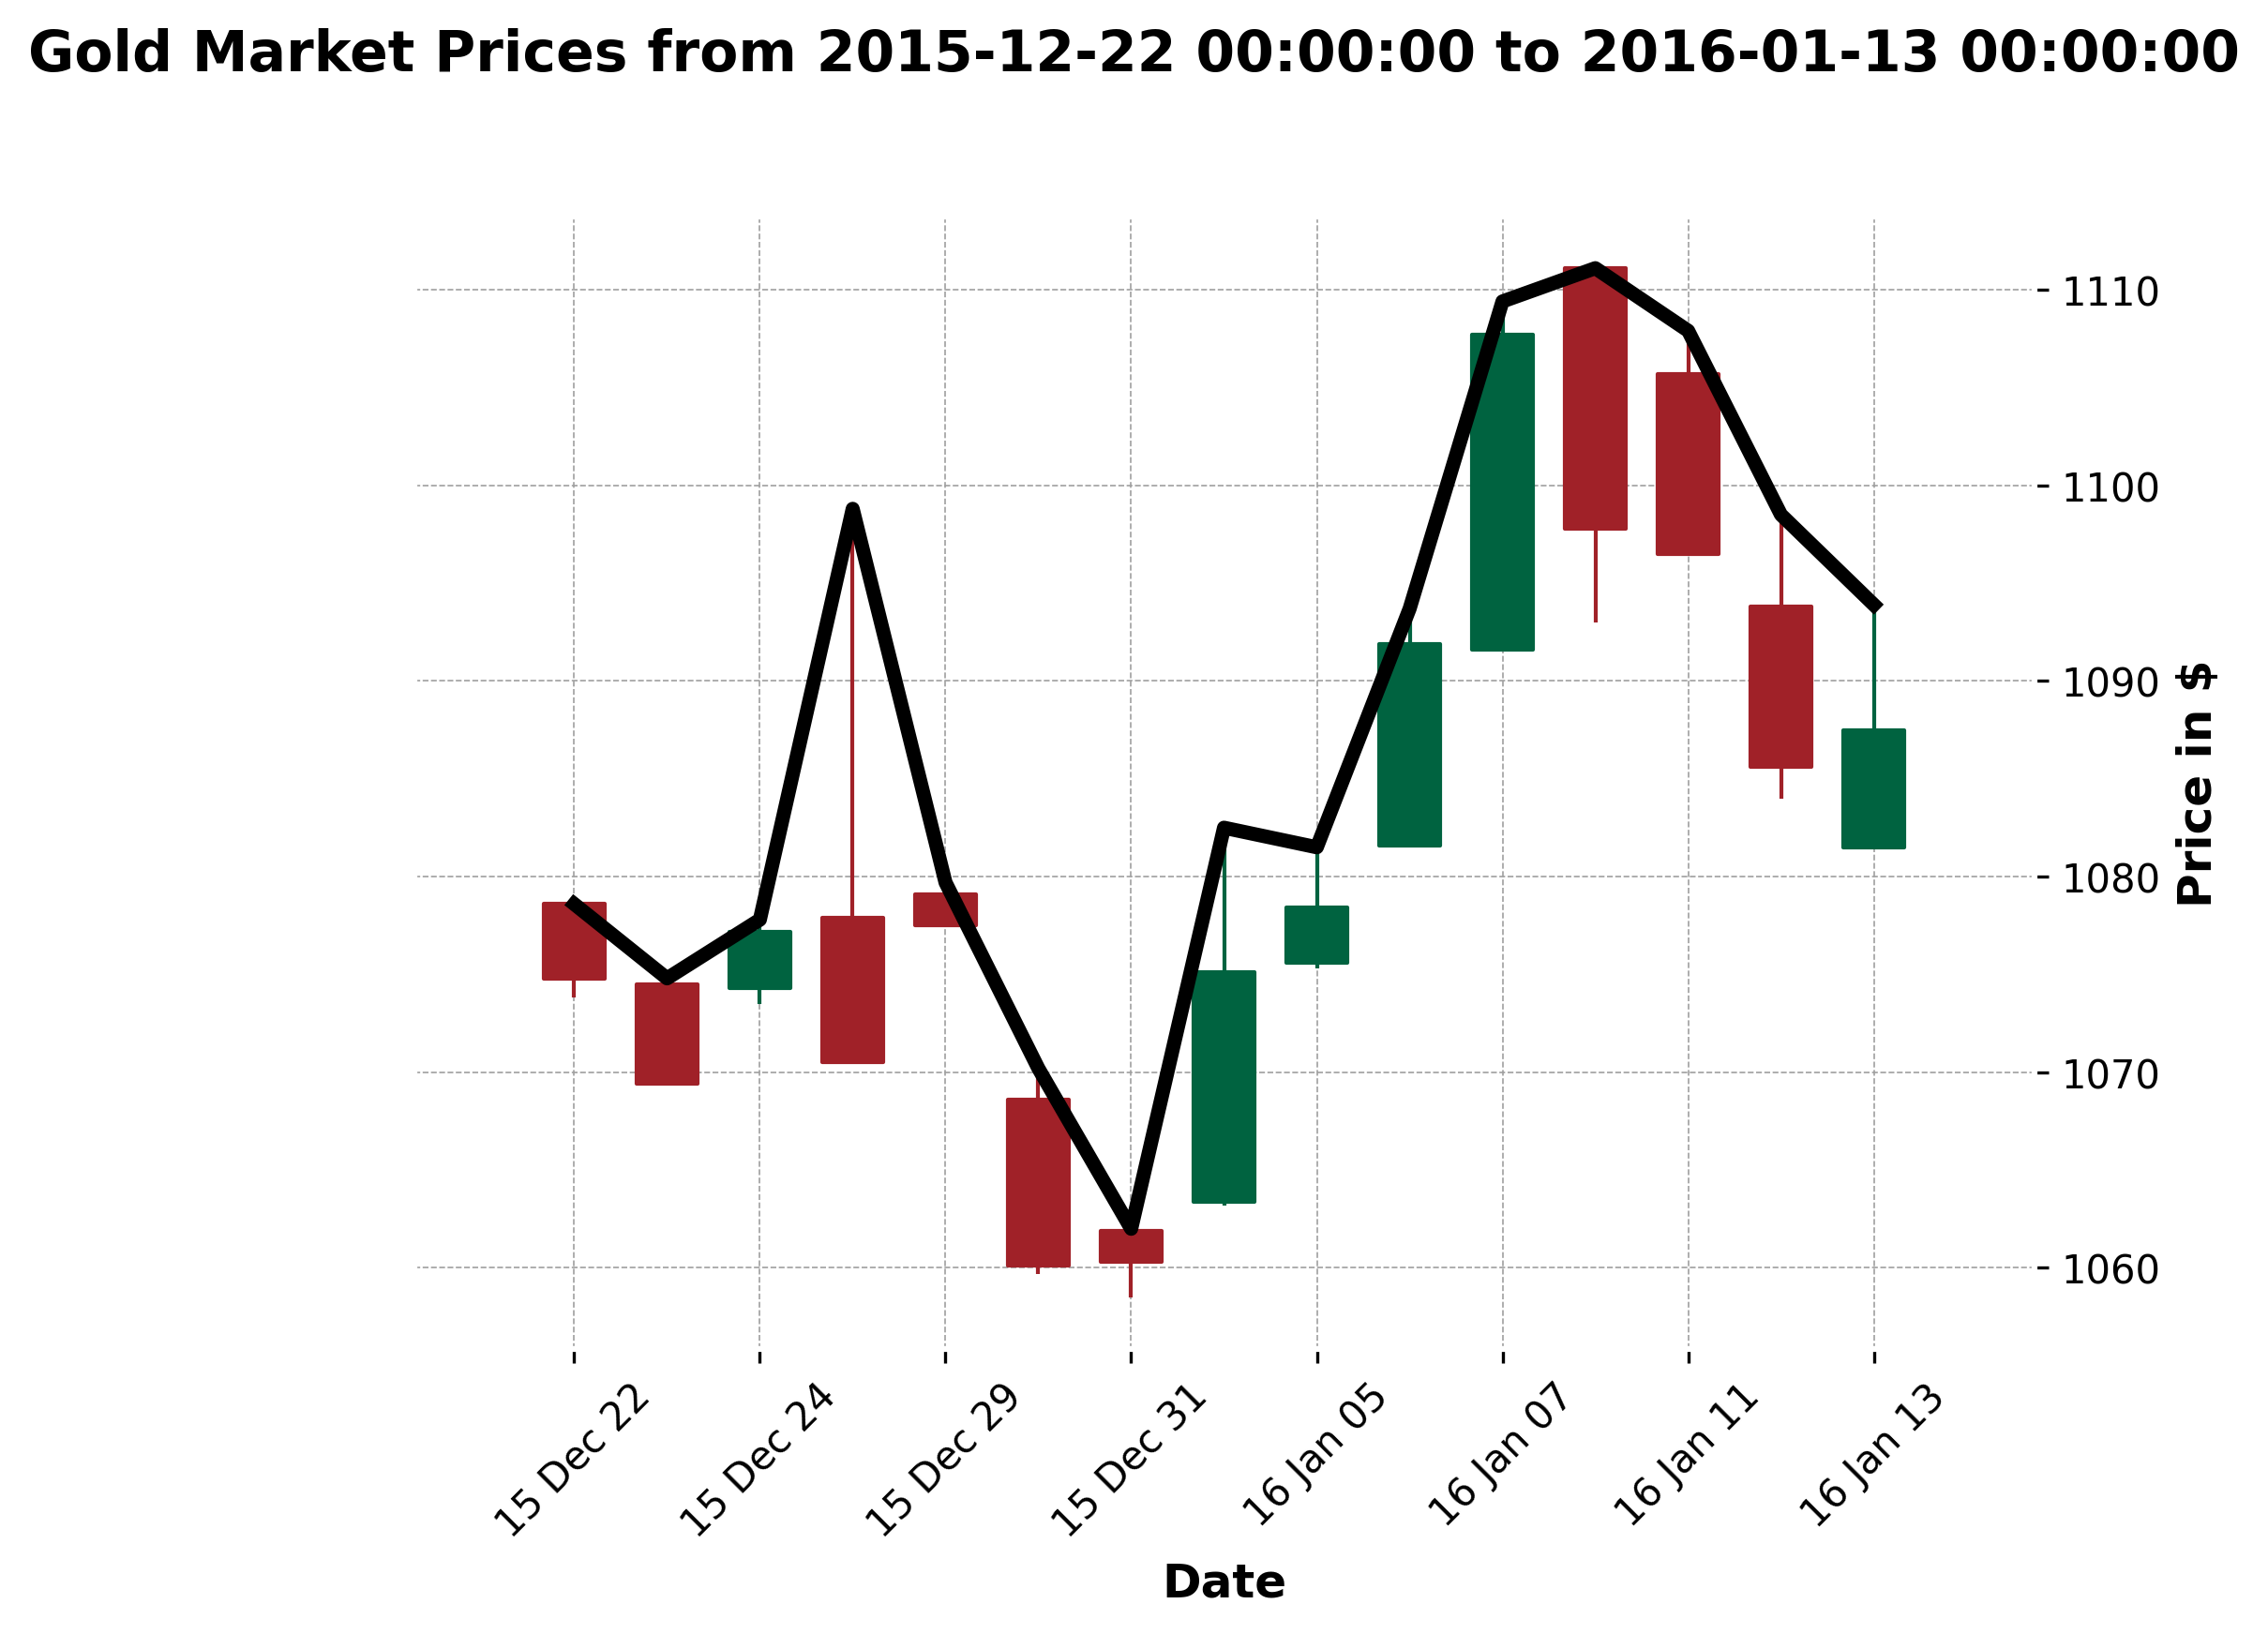 Gold Market Prices from 2015-12-22 00:00:00 to 2016-01-13 00:00:00
1110
1100
1090
1080
1070
1060
Price in $
15 Dec 22
15 Dec 24
15 Dec 29
15 Dec 31
16 Jan 05
16 Jan 07
16 Jan 11
16 Jan 13
Date